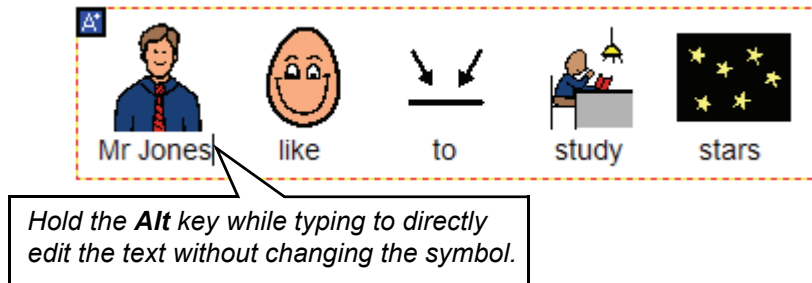 A+
Mr Jones like to study stars
Hold the Alt key while typing to directly
edit the text without changing the symbol.